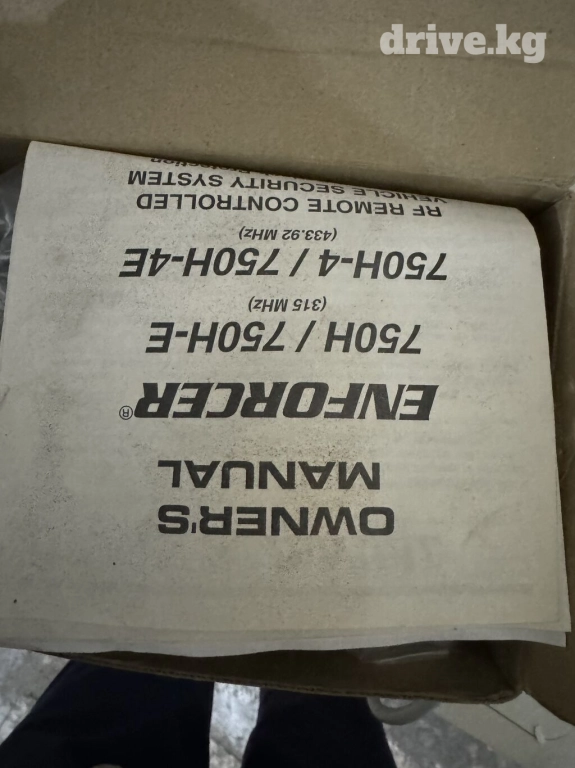 drive.kg
OWNER'S
MANUAL
ENFORCER®
750H / 750H-E
(315 MHz)
750H-4 / 750H-4E
(433.92 MHz)
RF REMOTE CONTROLLED
VEHICLE SECURITY SYSTEM
Protection